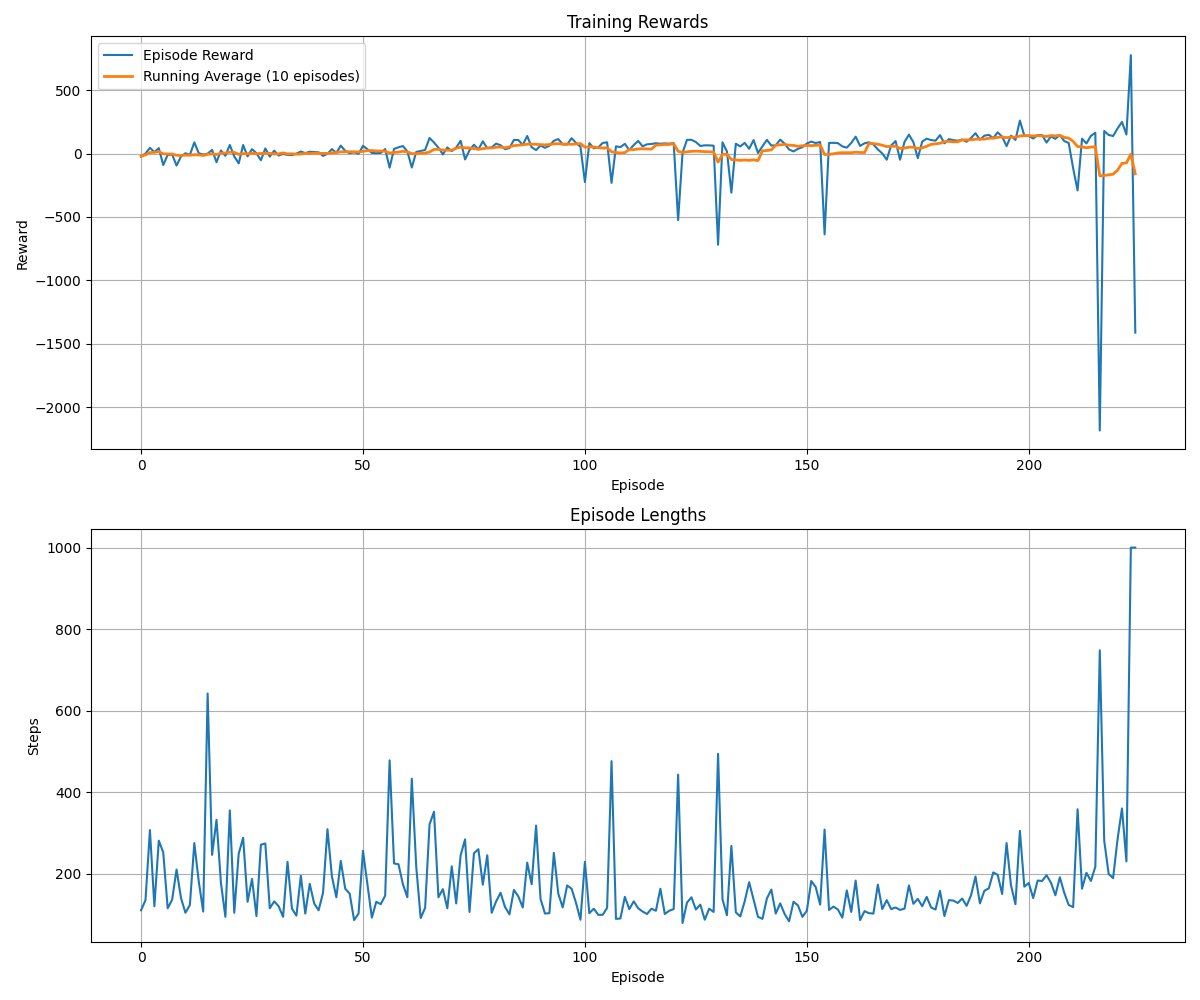 Training Rewards
Episode Reward
Running Average (10 episodes)
500
0
−500
−1000
−1500
−2000
Reward
0 50 100 150 200
Episode
Episode Lengths
1000
800
600
400
200
Steps
0 50 100 150 200
Episode